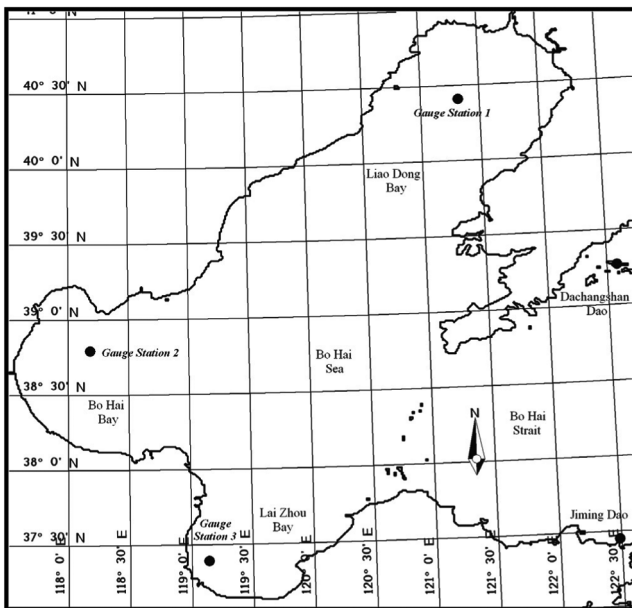 41° 0' N
40° 30' N
Gauge Station 1
40° 0' N
Liao Dong
Bay
39° 30' N
Dachangshan
Dao
39° 0' N
Gauge Station 2
Bo Hai
Sea
38° 30' N
Bo Hai
Bay
N
Bo Hai
Strait
38° 0' N
Lai Zhou
Bay
Gauge
Station 3
Jiming Dao
37° 30' N
118° 0' E
118° 30' E
119° 0' E
119° 30' E
120° 0' E
120° 30' E
121° 0' E
121° 30' E
122° 0' E
122° 30' E